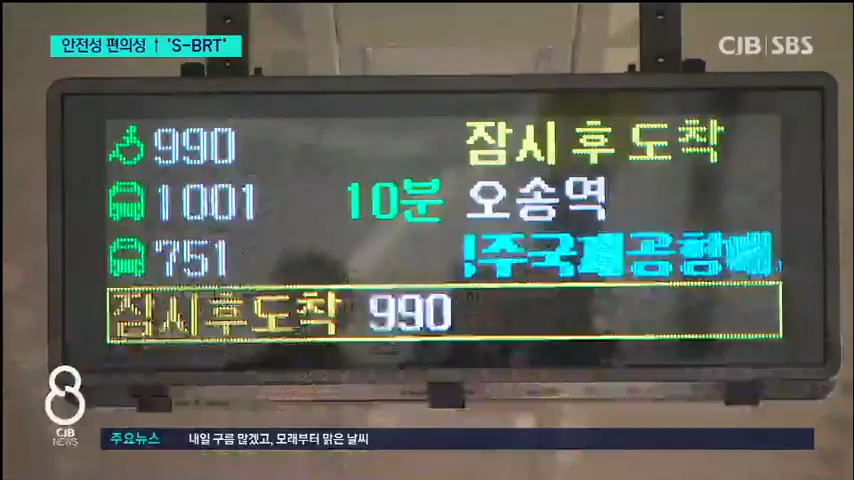 안전성 편의성↑ 'S-BRT'
CJB SBS
990 잠시 후 도착
1001 10분 오송역
751
잠시후도착 990
8
CJB
NEWS
주요뉴스 내일 구름 많겠고, 모레부터 맑은 날씨